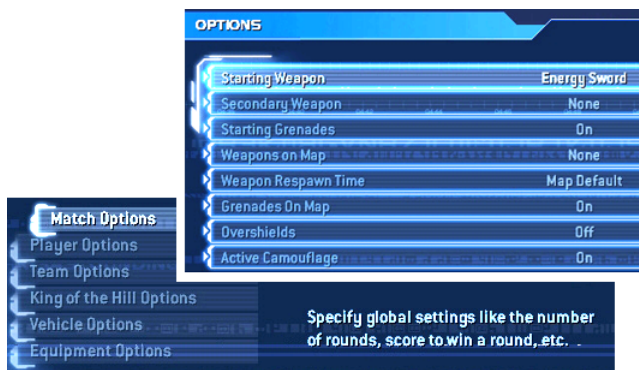 OPTIONS
Starting Weapon Energy Sword
Secondary Weapon None
Starting Grenades On
Weapons on Map None
Weapon Respawn Time Map Default
Grenades On Map On
Overshields Off
Active Camouflage On
Match Options
Player Options
Team Options
King of the Hill Options
Vehicle Options
Equipment Options
Specify global settings like the number
of rounds, score to win a round, etc.